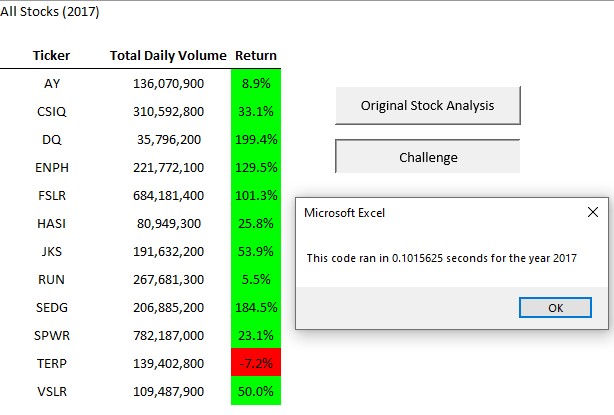 All Stocks (2017)
Ticker Total Daily Volume Return
AY 136,070,900 8.9%
CSIQ 310,592,800 33.1%
DQ 35,796,200 199.4%
ENPH 221,772,100 129.5%
FSLR 684,181,400 101.3%
HASI 80,949,300 25.8%
JKS 191,632,200 53.9%
RUN 267,681,300 5.5%
SEDG 206,885,200 184.5%
SPWR 782,187,000 23.1%
TERP 139,402,800 -7.2%
VSLR 109,487,900 50.0%
Original Stock Analysis
Challenge
Microsoft Excel
This code ran in 0.1015625 seconds for the year 2017
OK